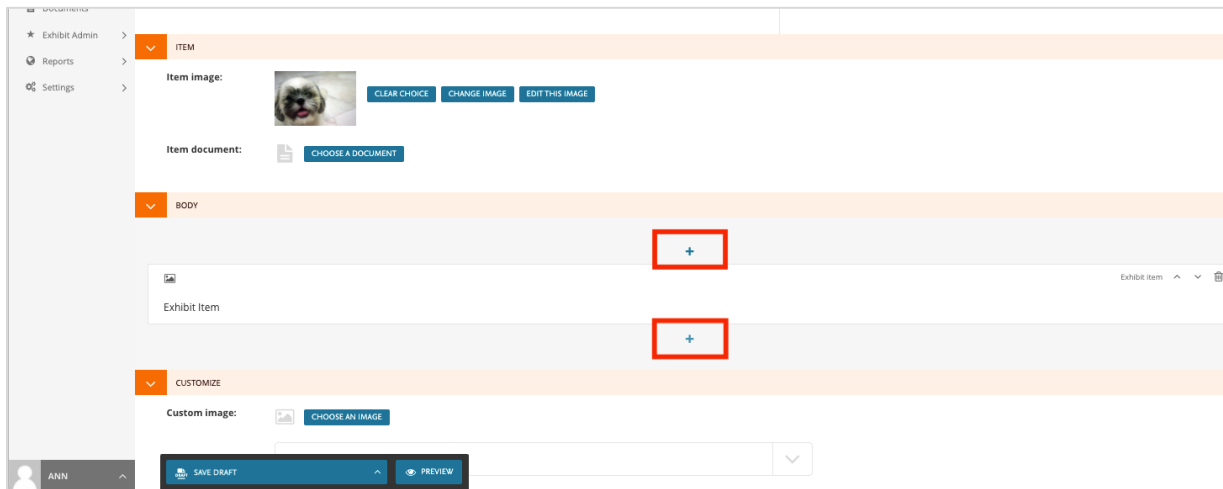 Documents
Exhibit Admin
Reports
Settings
ITEM
Item image:
CLEAR CHOICE
CHANGE IMAGE
EDIT THIS IMAGE
Item document:
CHOOSE A DOCUMENT
BODY
+
Exhibit item
Exhibit Item
+
CUSTOMIZE
Custom image:
CHOOSE AN IMAGE
ANN
SAVE DRAFT
PREVIEW